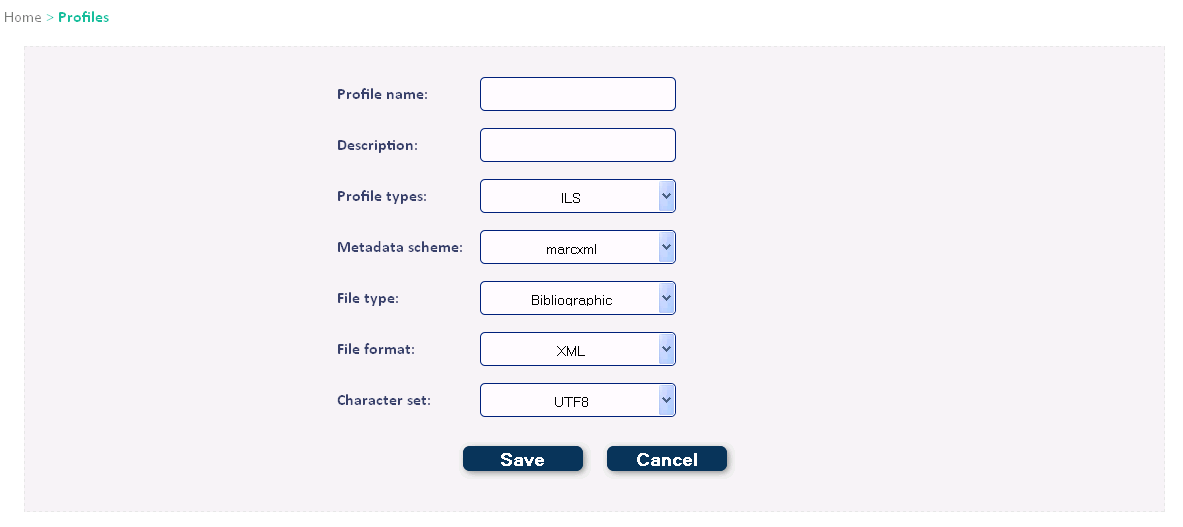 Home > Profiles
Profile name:
Description:
Profile types: ILS
Metadata scheme: marcxml
File type: Bibliographic
File format: XML
Character set: UTF8
Save Cancel